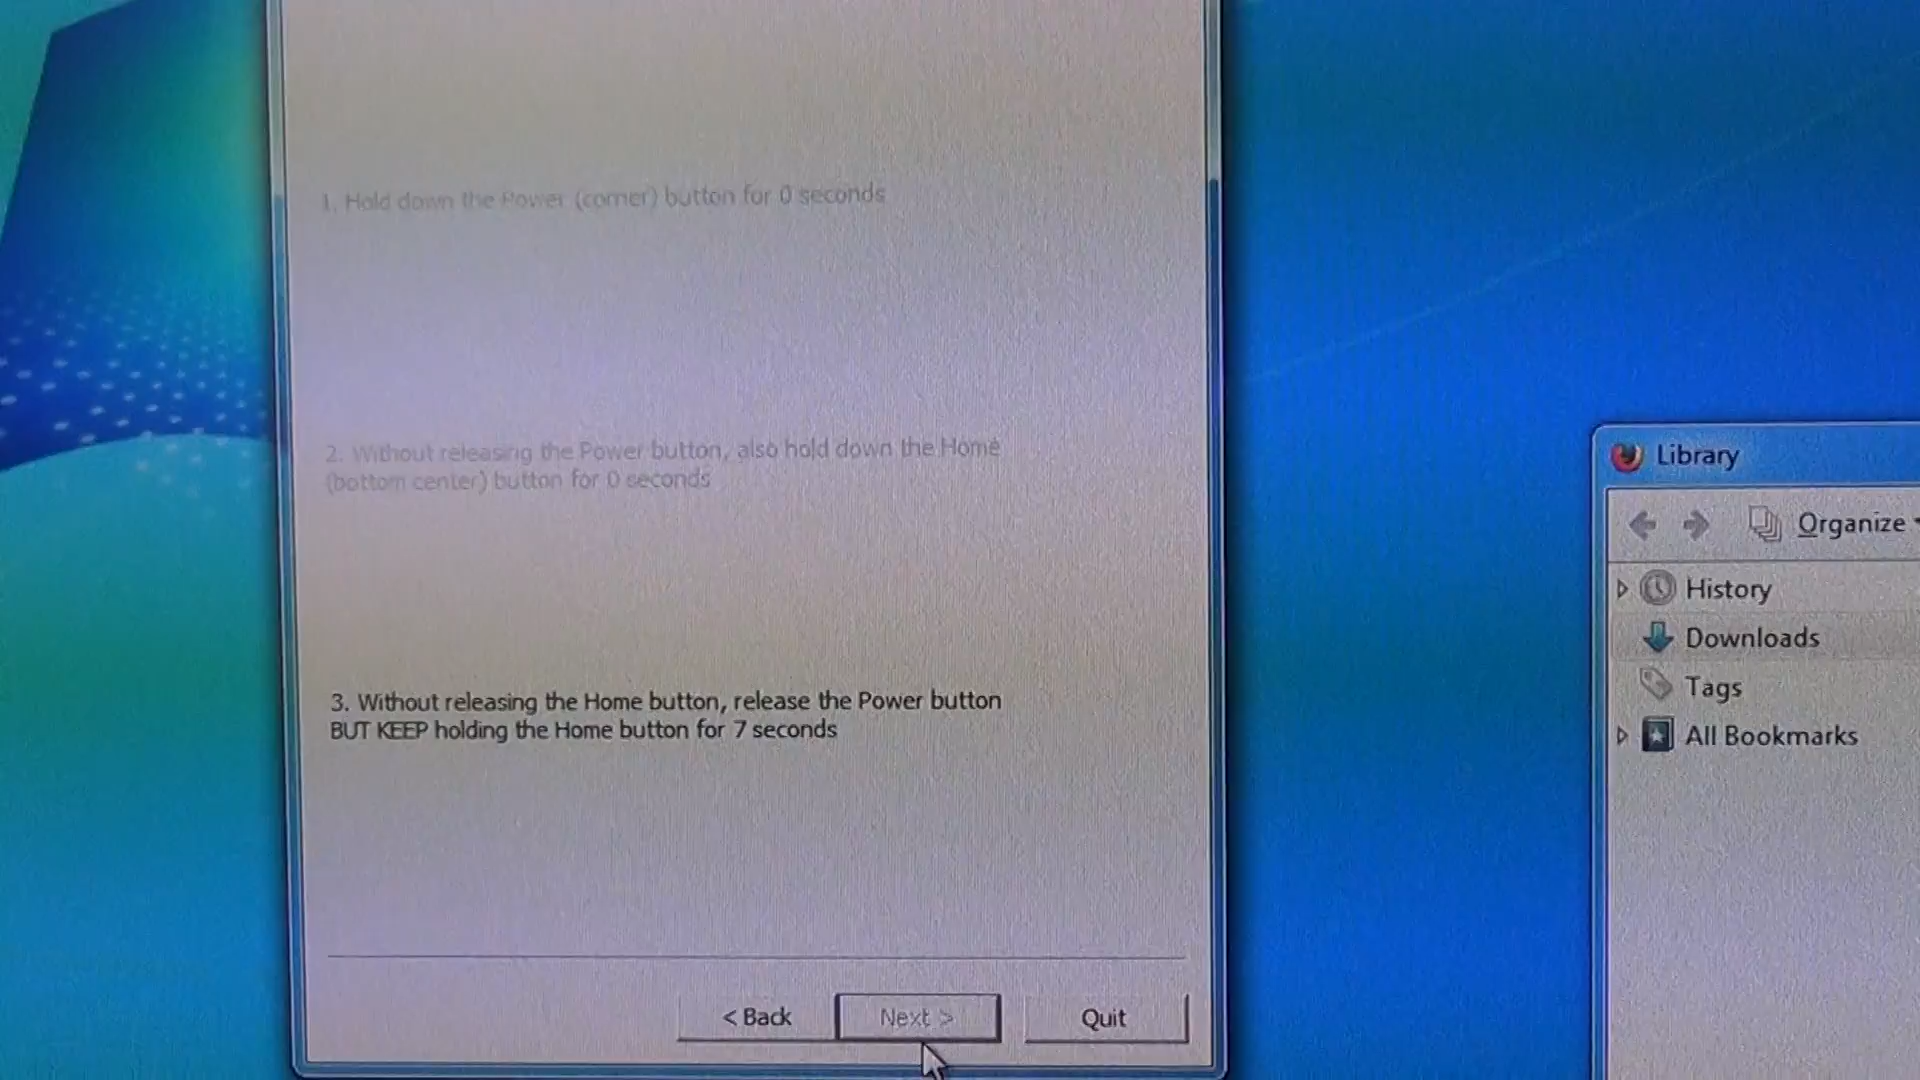 1. Hold down the Power (corner) button for 0 seconds
2. Without releasing the Power button, also hold down the Home
(bottom center) button for 0 seconds
3. Without releasing the Home button, release the Power button
BUT KEEP holding the Home button for 7 seconds
< Back
Next >
Quit
Library
Organize
History
Downloads
Tags
All Bookmarks